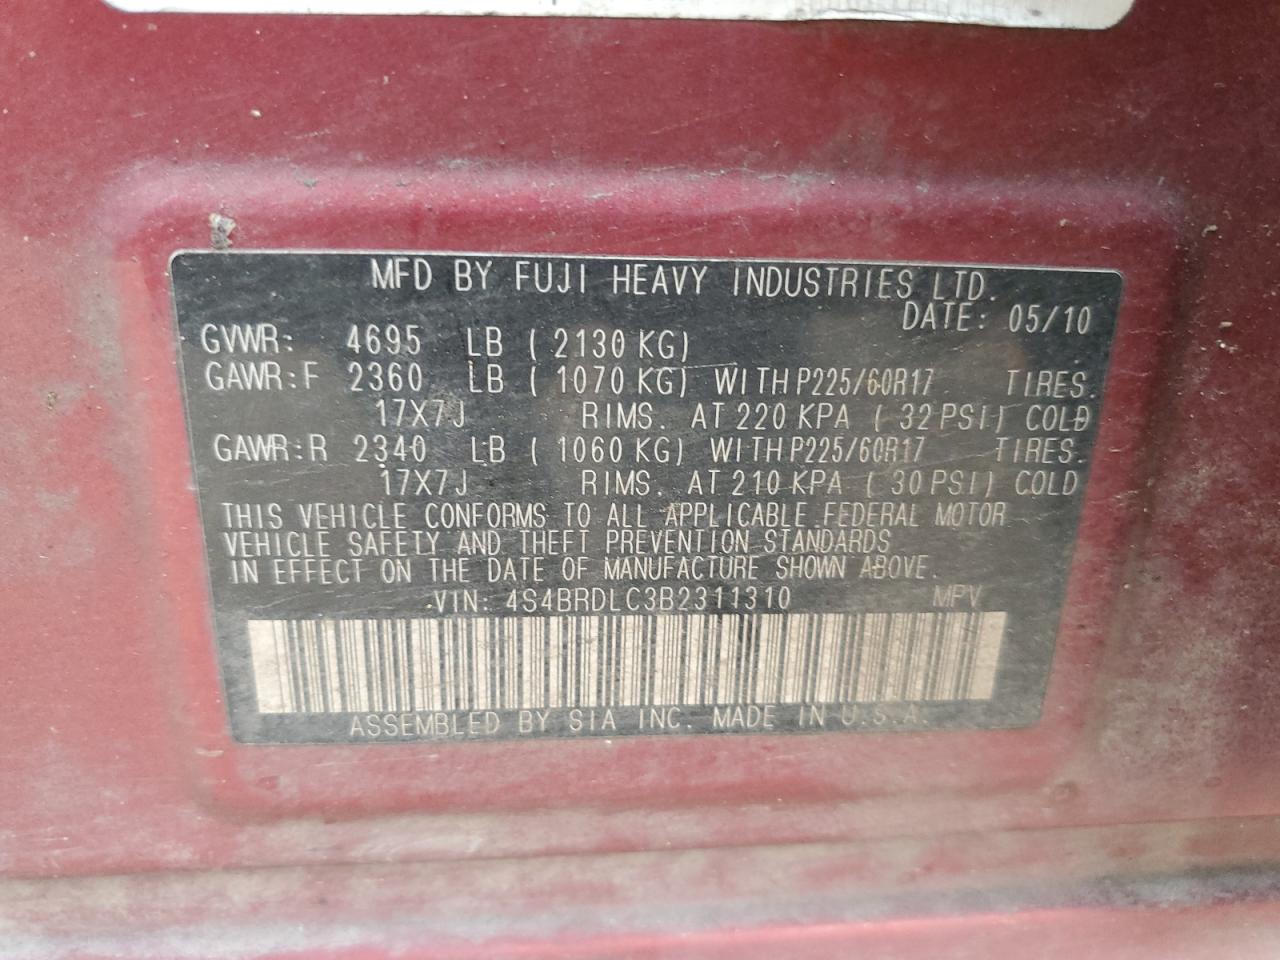 MFD BY FUJI HEAVY INDUSTRIES LTD.
DATE: 05/10
GVWR: 4695 LB ( 2130 KG)
GAWR:F 2360 LB ( 1070 KG) WITH P225/60R17 TIRES.
17X7J RIMS. AT 220 KPA ( 32 PSI) COLD
GAWR:R 2340 LB ( 1060 KG) WITH P225/60R17 TIRES.
17X7J RIMS. AT 210 KPA ( 30 PSI) COLD
THIS VEHICLE CONFORMS TO ALL APPLICABLE FEDERAL MOTOR
VEHICLE SAFETY AND THEFT PREVENTION STANDARDS
IN EFFECT ON THE DATE OF MANUFACTURE SHOWN ABOVE.
VIN: 4S4BRDLC3B2311310 MPV
ASSEMBLED BY SIA INC. MADE IN U.S.A.